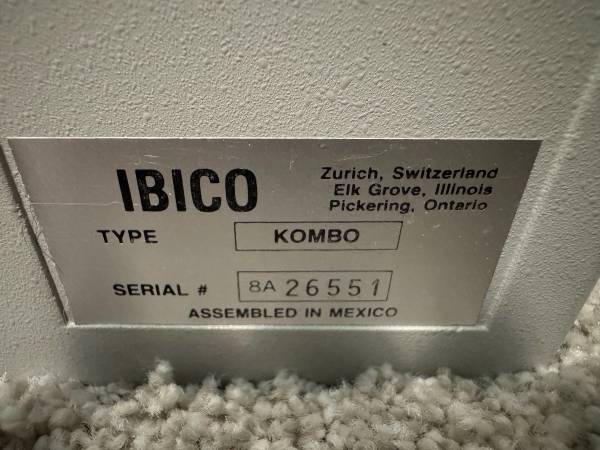 IBICO
Zurich, Switzerland
Elk Grove, Illinois
Pickering, Ontario
TYPE KOMBO
SERIAL # 8A 26551
ASSEMBLED IN MEXICO